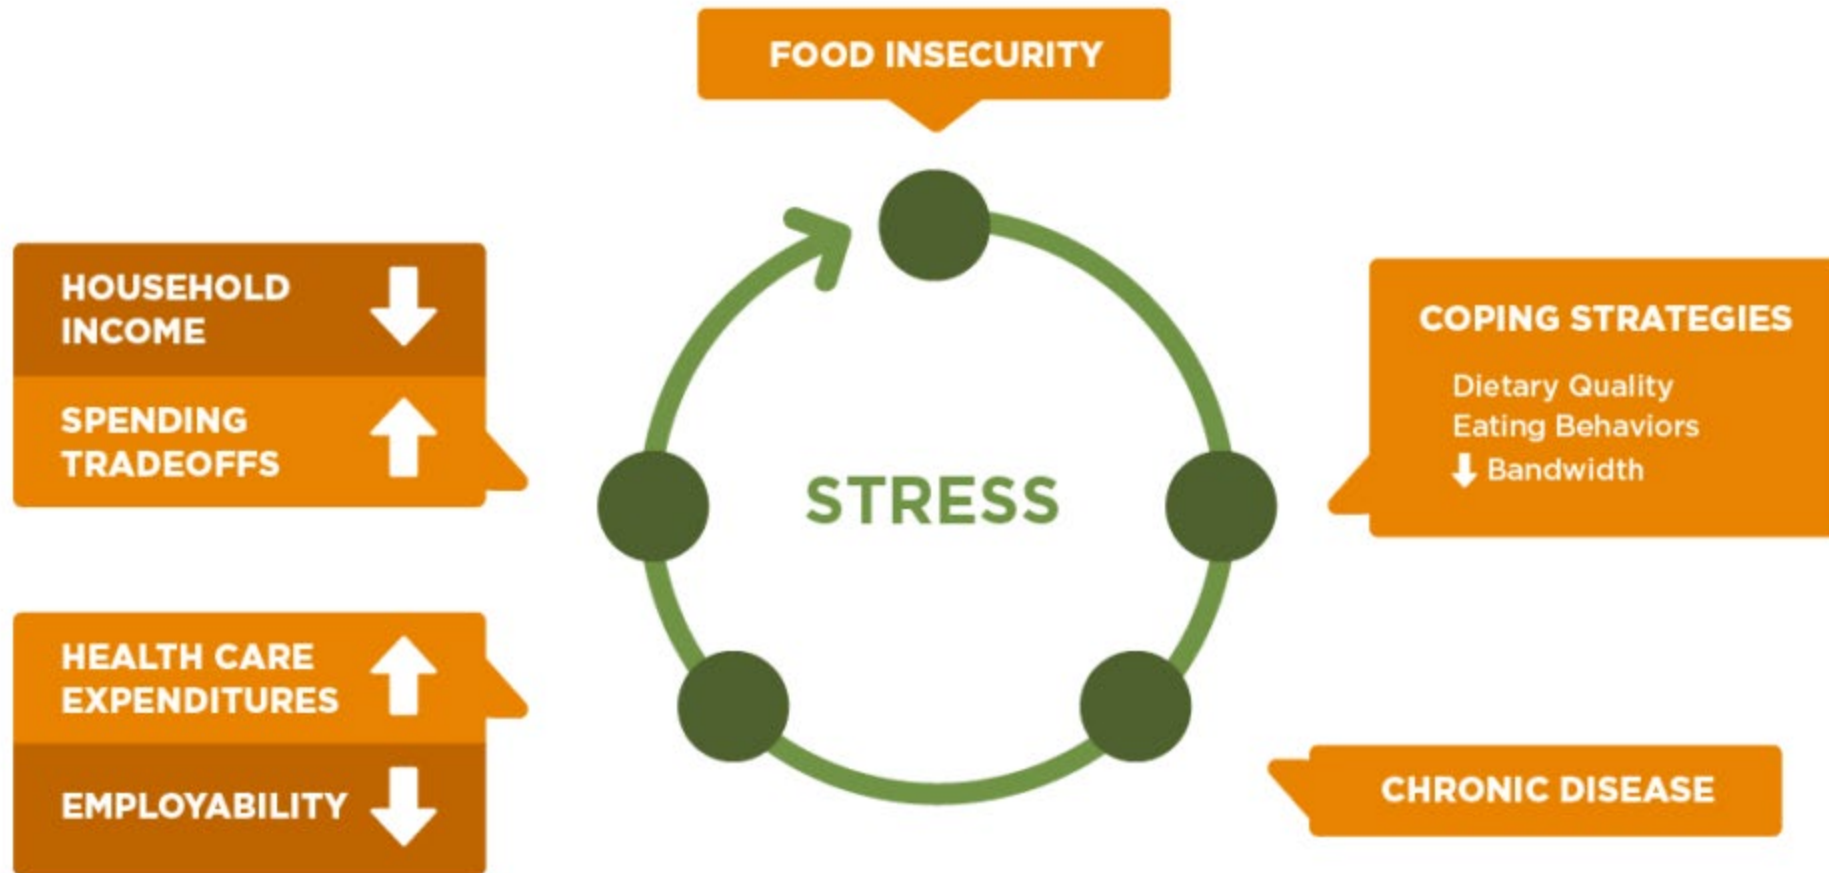 FOOD INSECURITY
HOUSEHOLD
INCOME
SPENDING
TRADEOFFS
HEALTH CARE
EXPENDITURES
EMPLOYABILITY
STRESS
COPING STRATEGIES
Dietary Quality
Eating Behaviors
Bandwidth
CHRONIC DISEASE